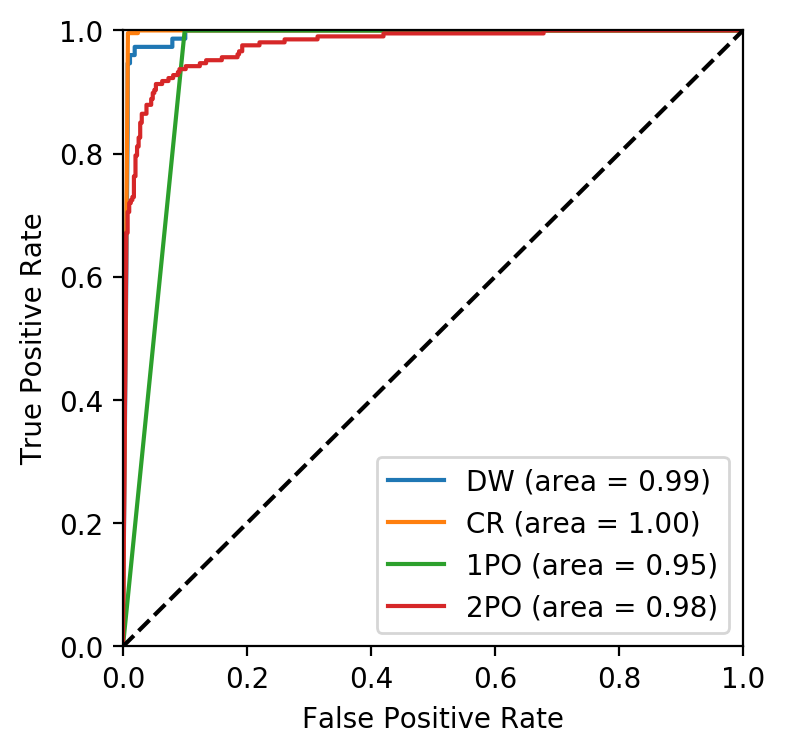 1.0
0.8
0.6
0.4
0.2
0.0
True Positive Rate
DW (area = 0.99)
CR (area = 1.00)
1PO (area = 0.95)
2PO (area = 0.98)
0.0 0.2 0.4 0.6 0.8 1.0
False Positive Rate